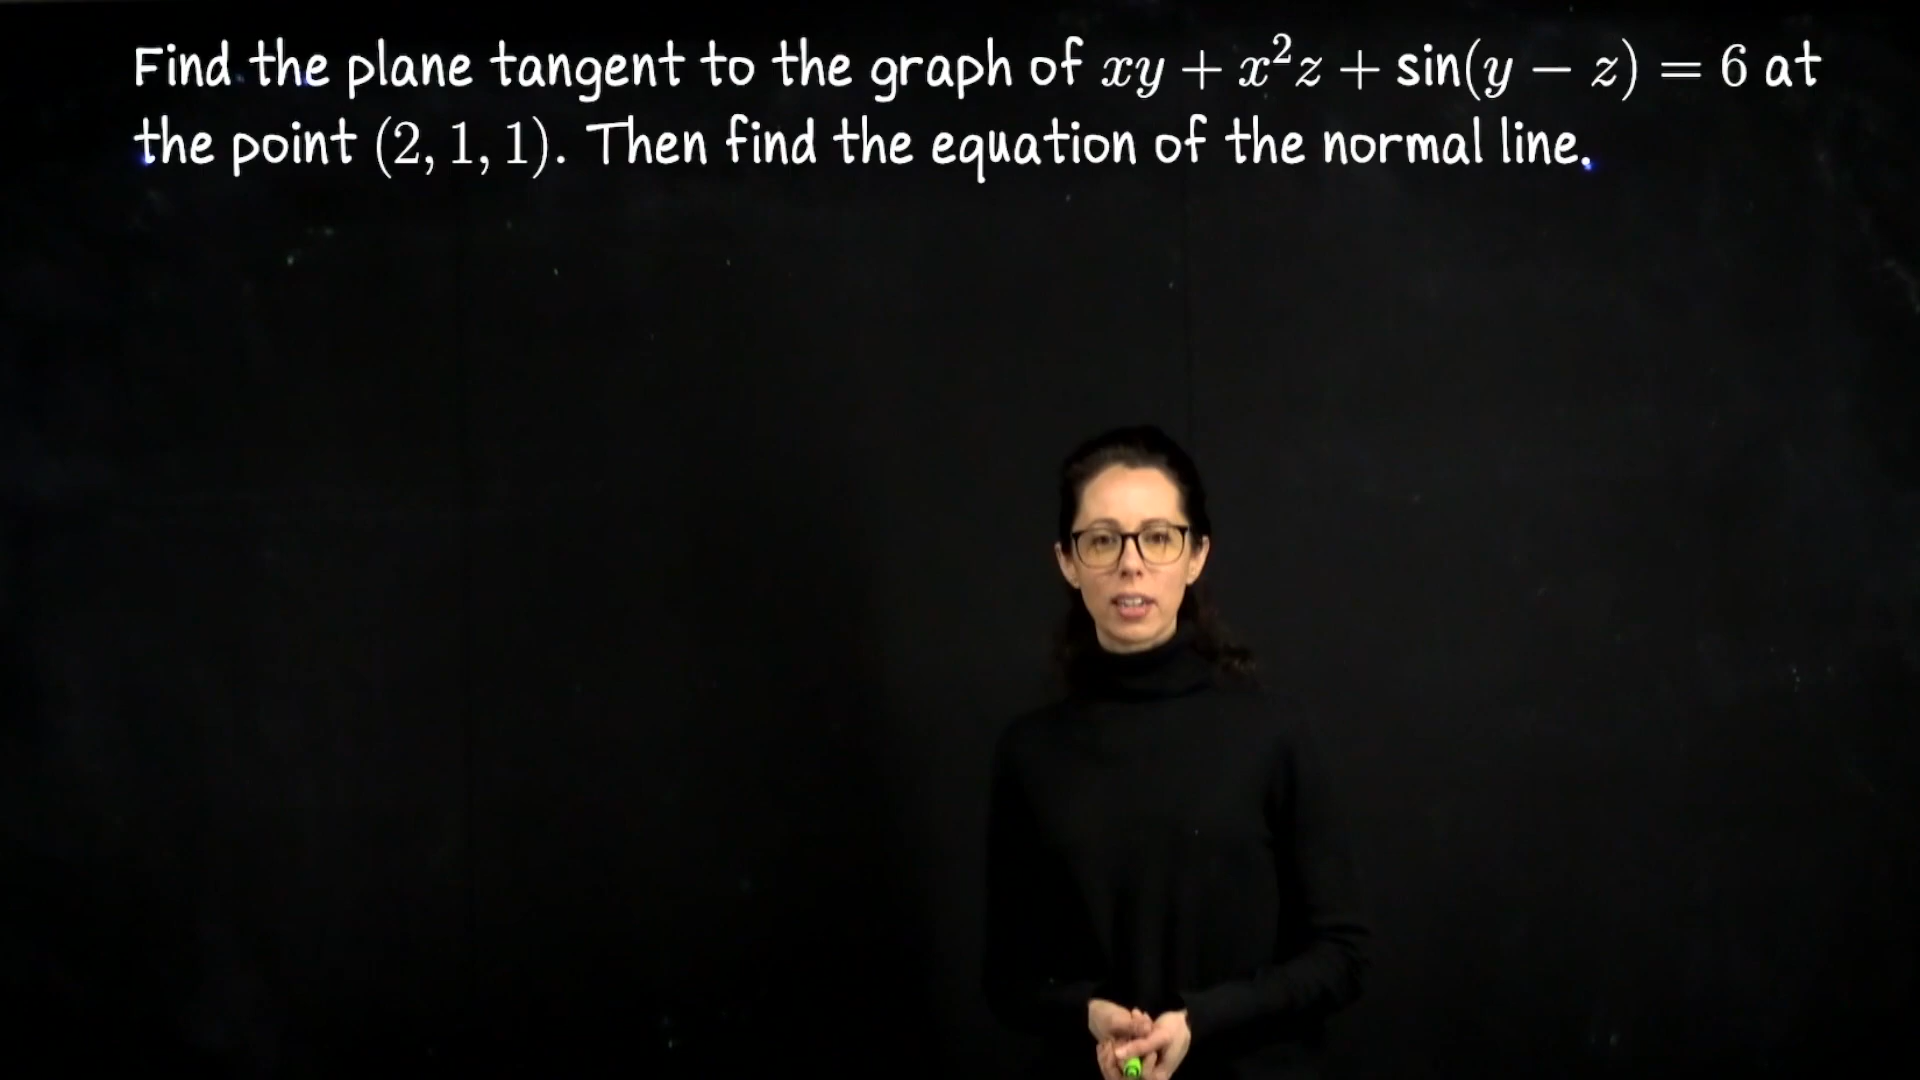 Find the plane tangent to the graph of $xy + x^2z + \sin(y - z) = 6$ at
the point $(2, 1, 1)$. Then find the equation of the normal line.